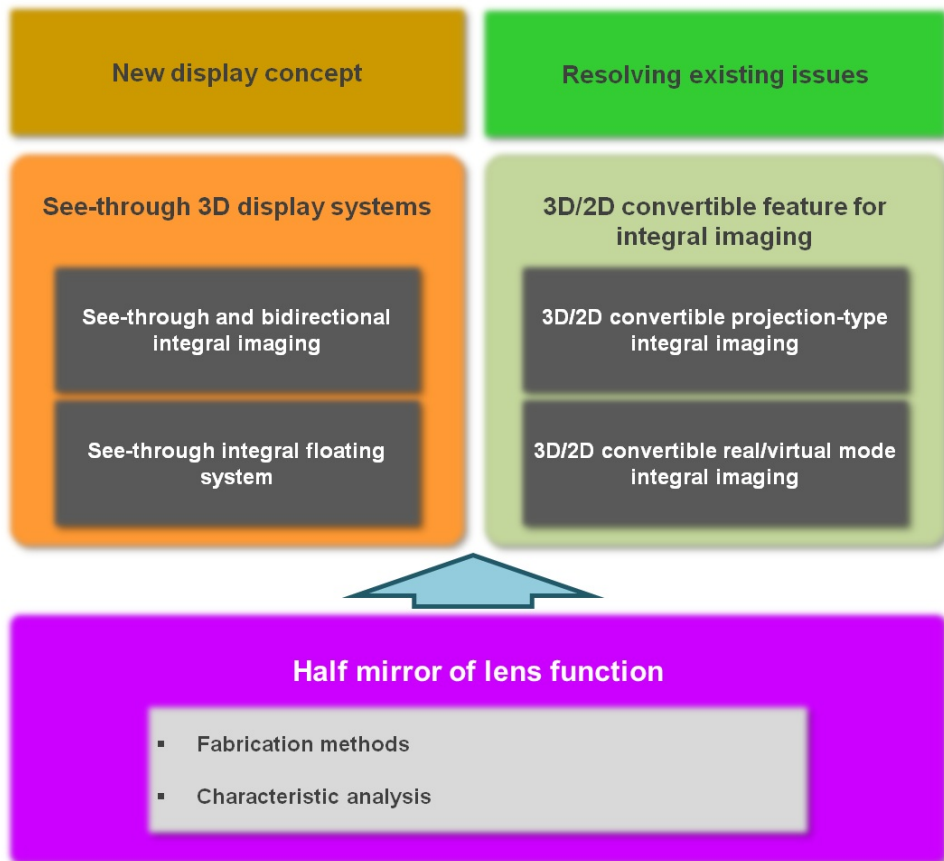 New display concept
Resolving existing issues
See-through 3D display systems
3D/2D convertible feature for
integral imaging
See-through and bidirectional
integral imaging
3D/2D convertible projection-type
integral imaging
See-through integral floating
system
3D/2D convertible real/virtual mode
integral imaging
Half mirror of lens function
▪ Fabrication methods
▪ Characteristic analysis